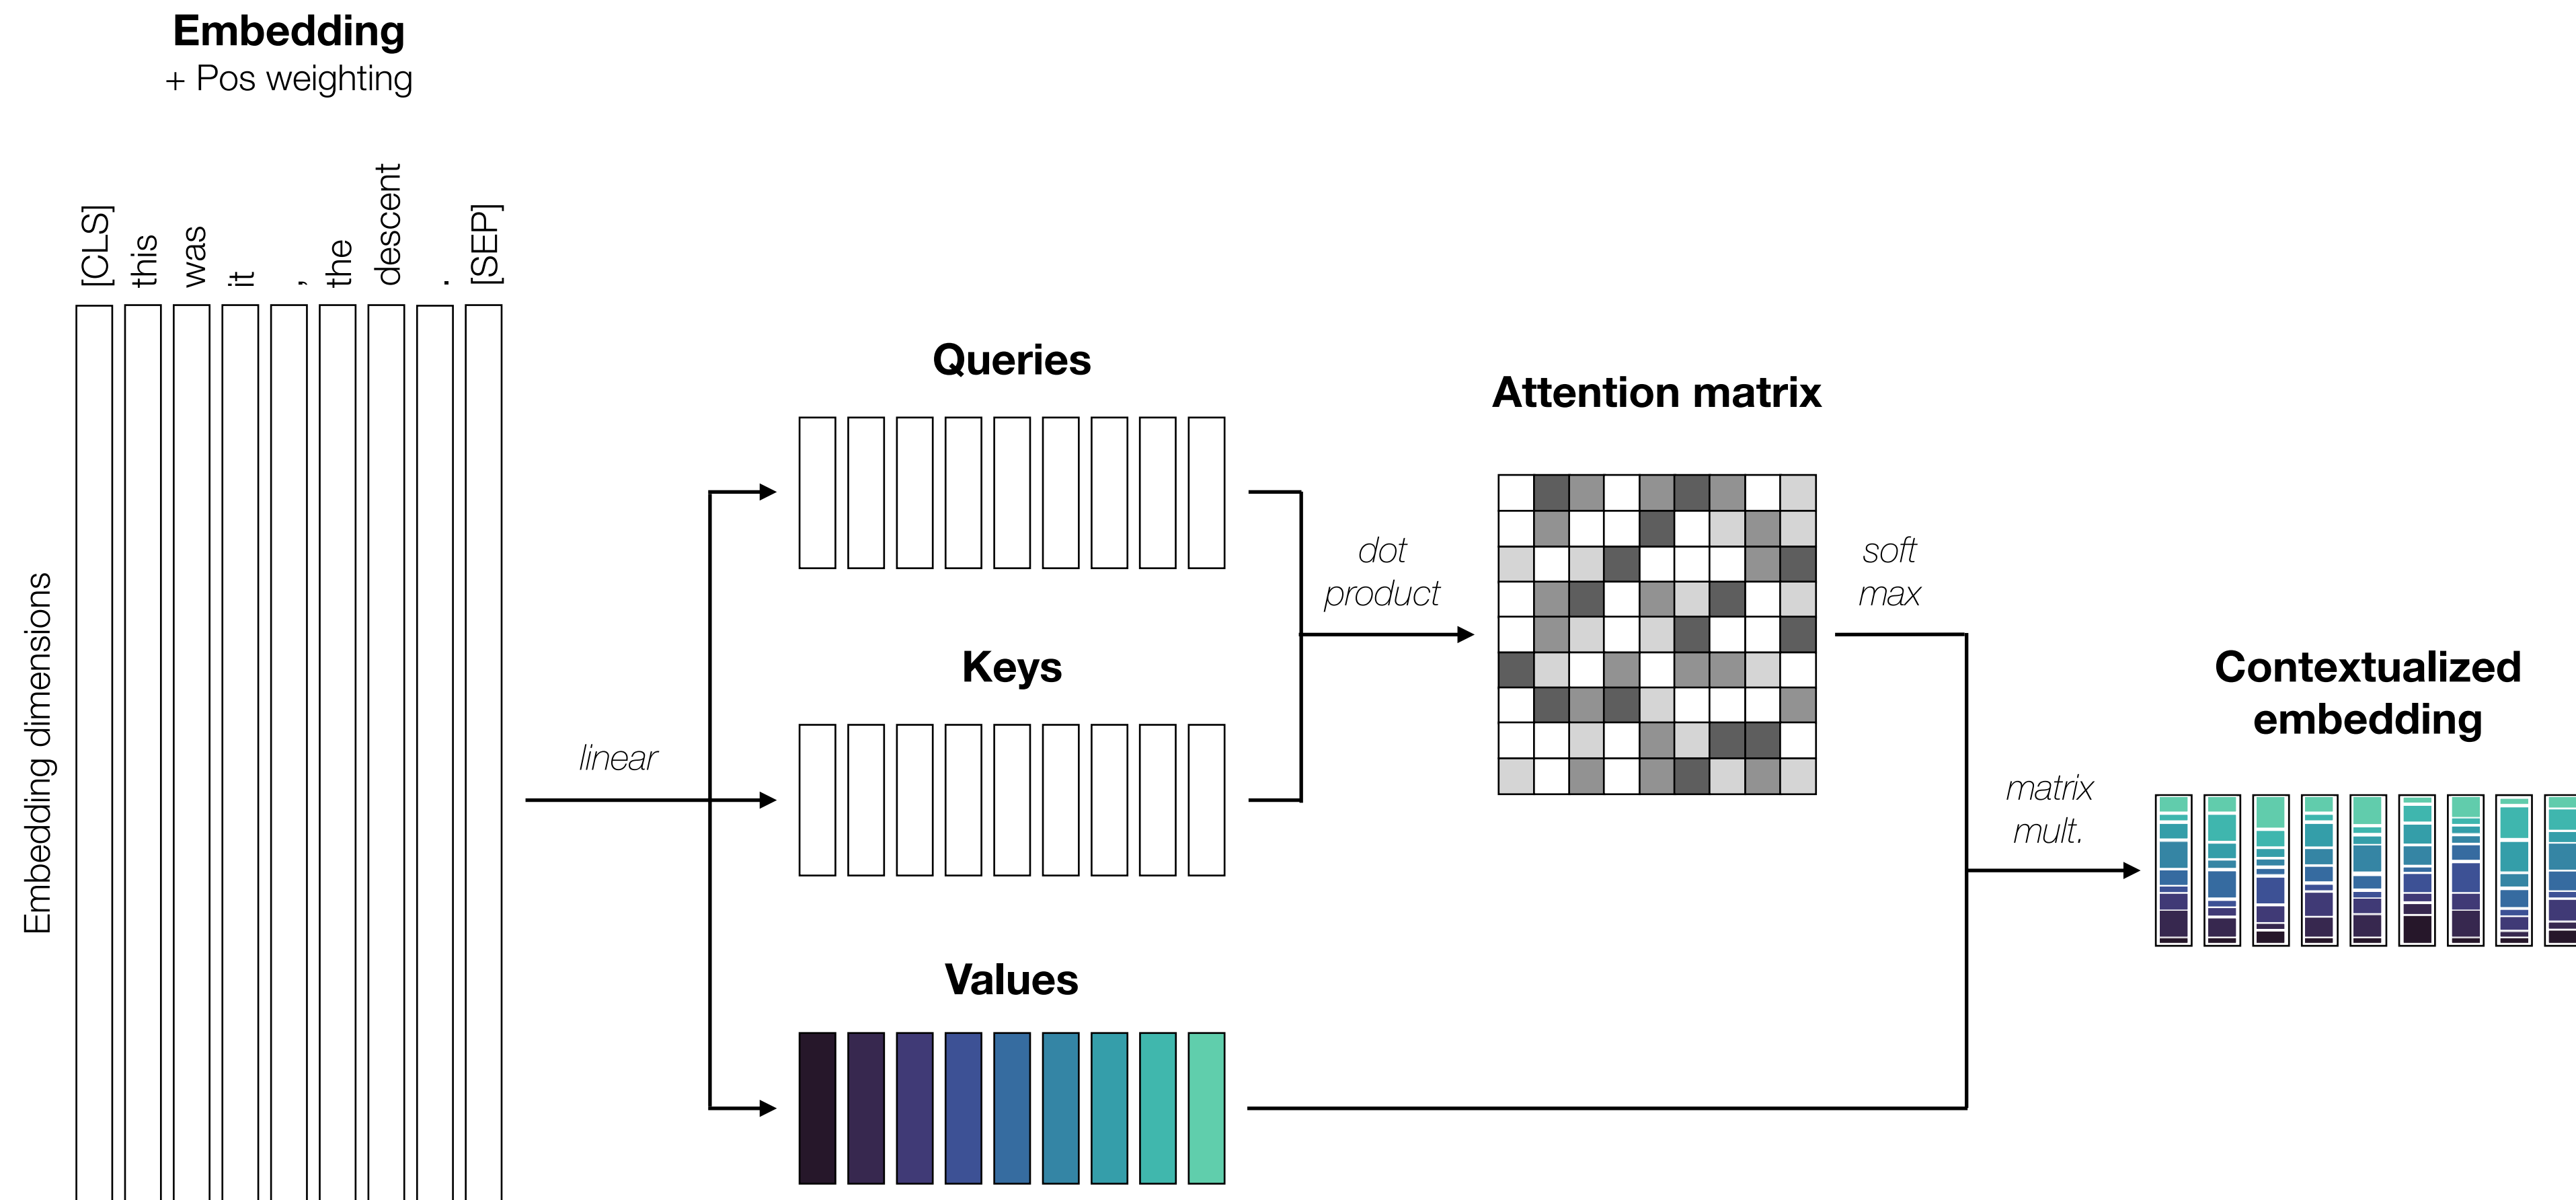 Embedding
+ Pos weighting
[CLS]
this
was
it
,
the
descent
.
[SEP]
Embedding dimensions
linear
Queries
Keys
Values
dot
product
Attention matrix
soft
max
matrix
mult.
Contextualized
embedding